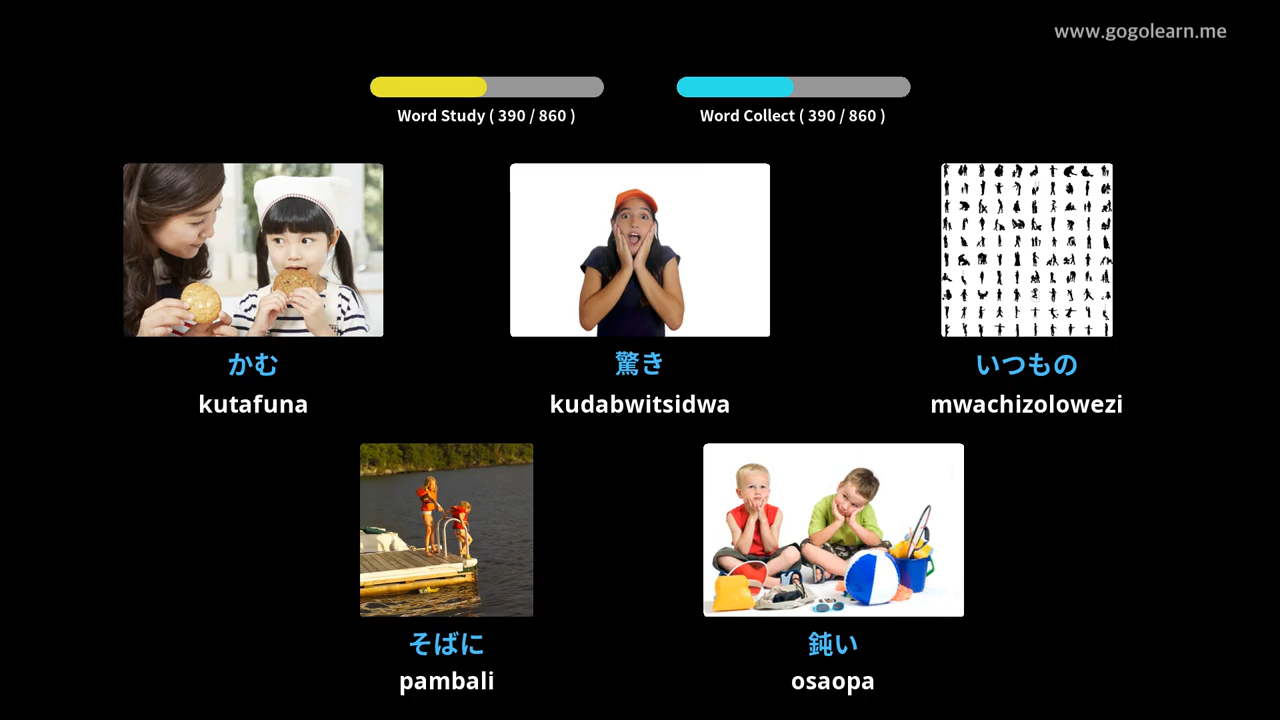 www.gogolearn.me
Word Study ( 390 / 860 )
Word Collect ( 390 / 860 )
かむ
kutafuna
驚き
kudabwitsidwa
いつもの
mwachizolowezi
そばに
pambali
鈍い
osaopa